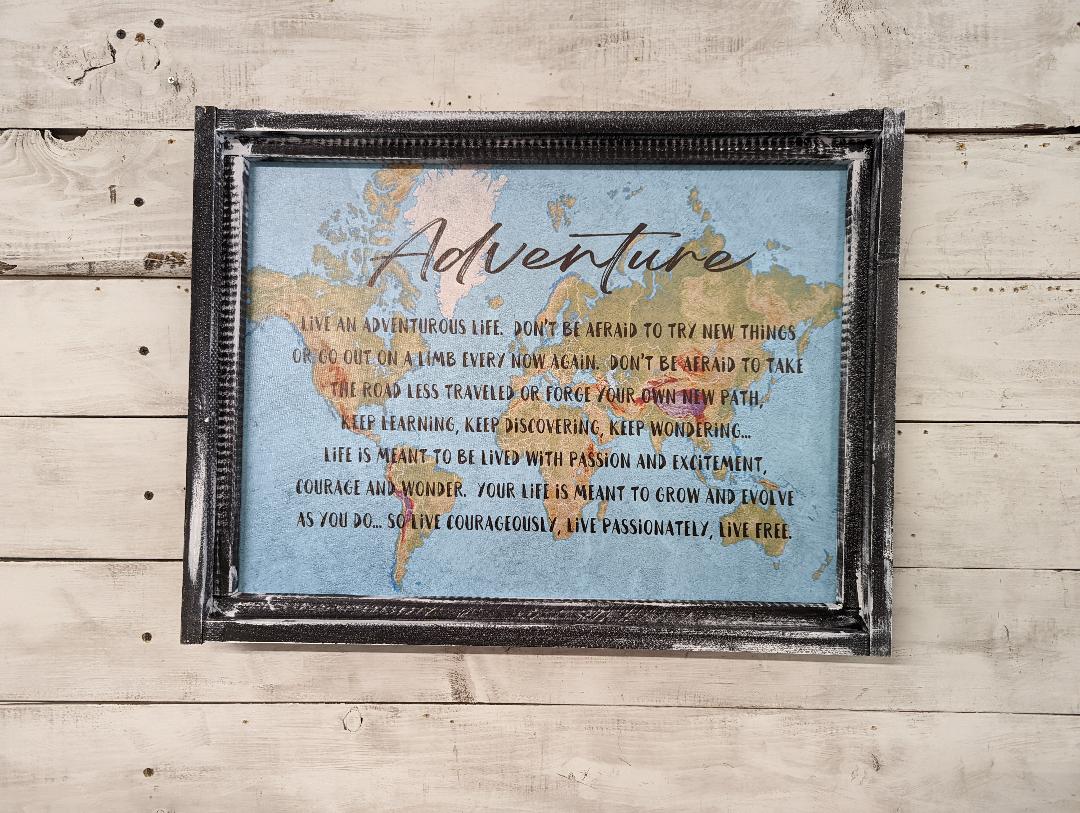 Adventure
LIVE AN ADVENTUROUS LIFE. DON'T BE AFRAID TO TRY NEW THINGS
OR GO OUT ON A LIMB EVERY NOW AGAIN. DON'T BE AFRAID TO TAKE
THE ROAD LESS TRAVELED OR FORGE YOUR OWN NEW PATH,
KEEP LEARNING, KEEP DISCOVERING, KEEP WONDERING...
LIFE IS MEANT TO BE LIVED WITH PASSION AND EXCITEMENT,
COURAGE AND WONDER. YOUR LIFE IS MEANT TO GROW AND EVOLVE
AS YOU DO... SO LIVE COURAGEOUSLY, LIVE PASSIONATELY, LIVE FREE.